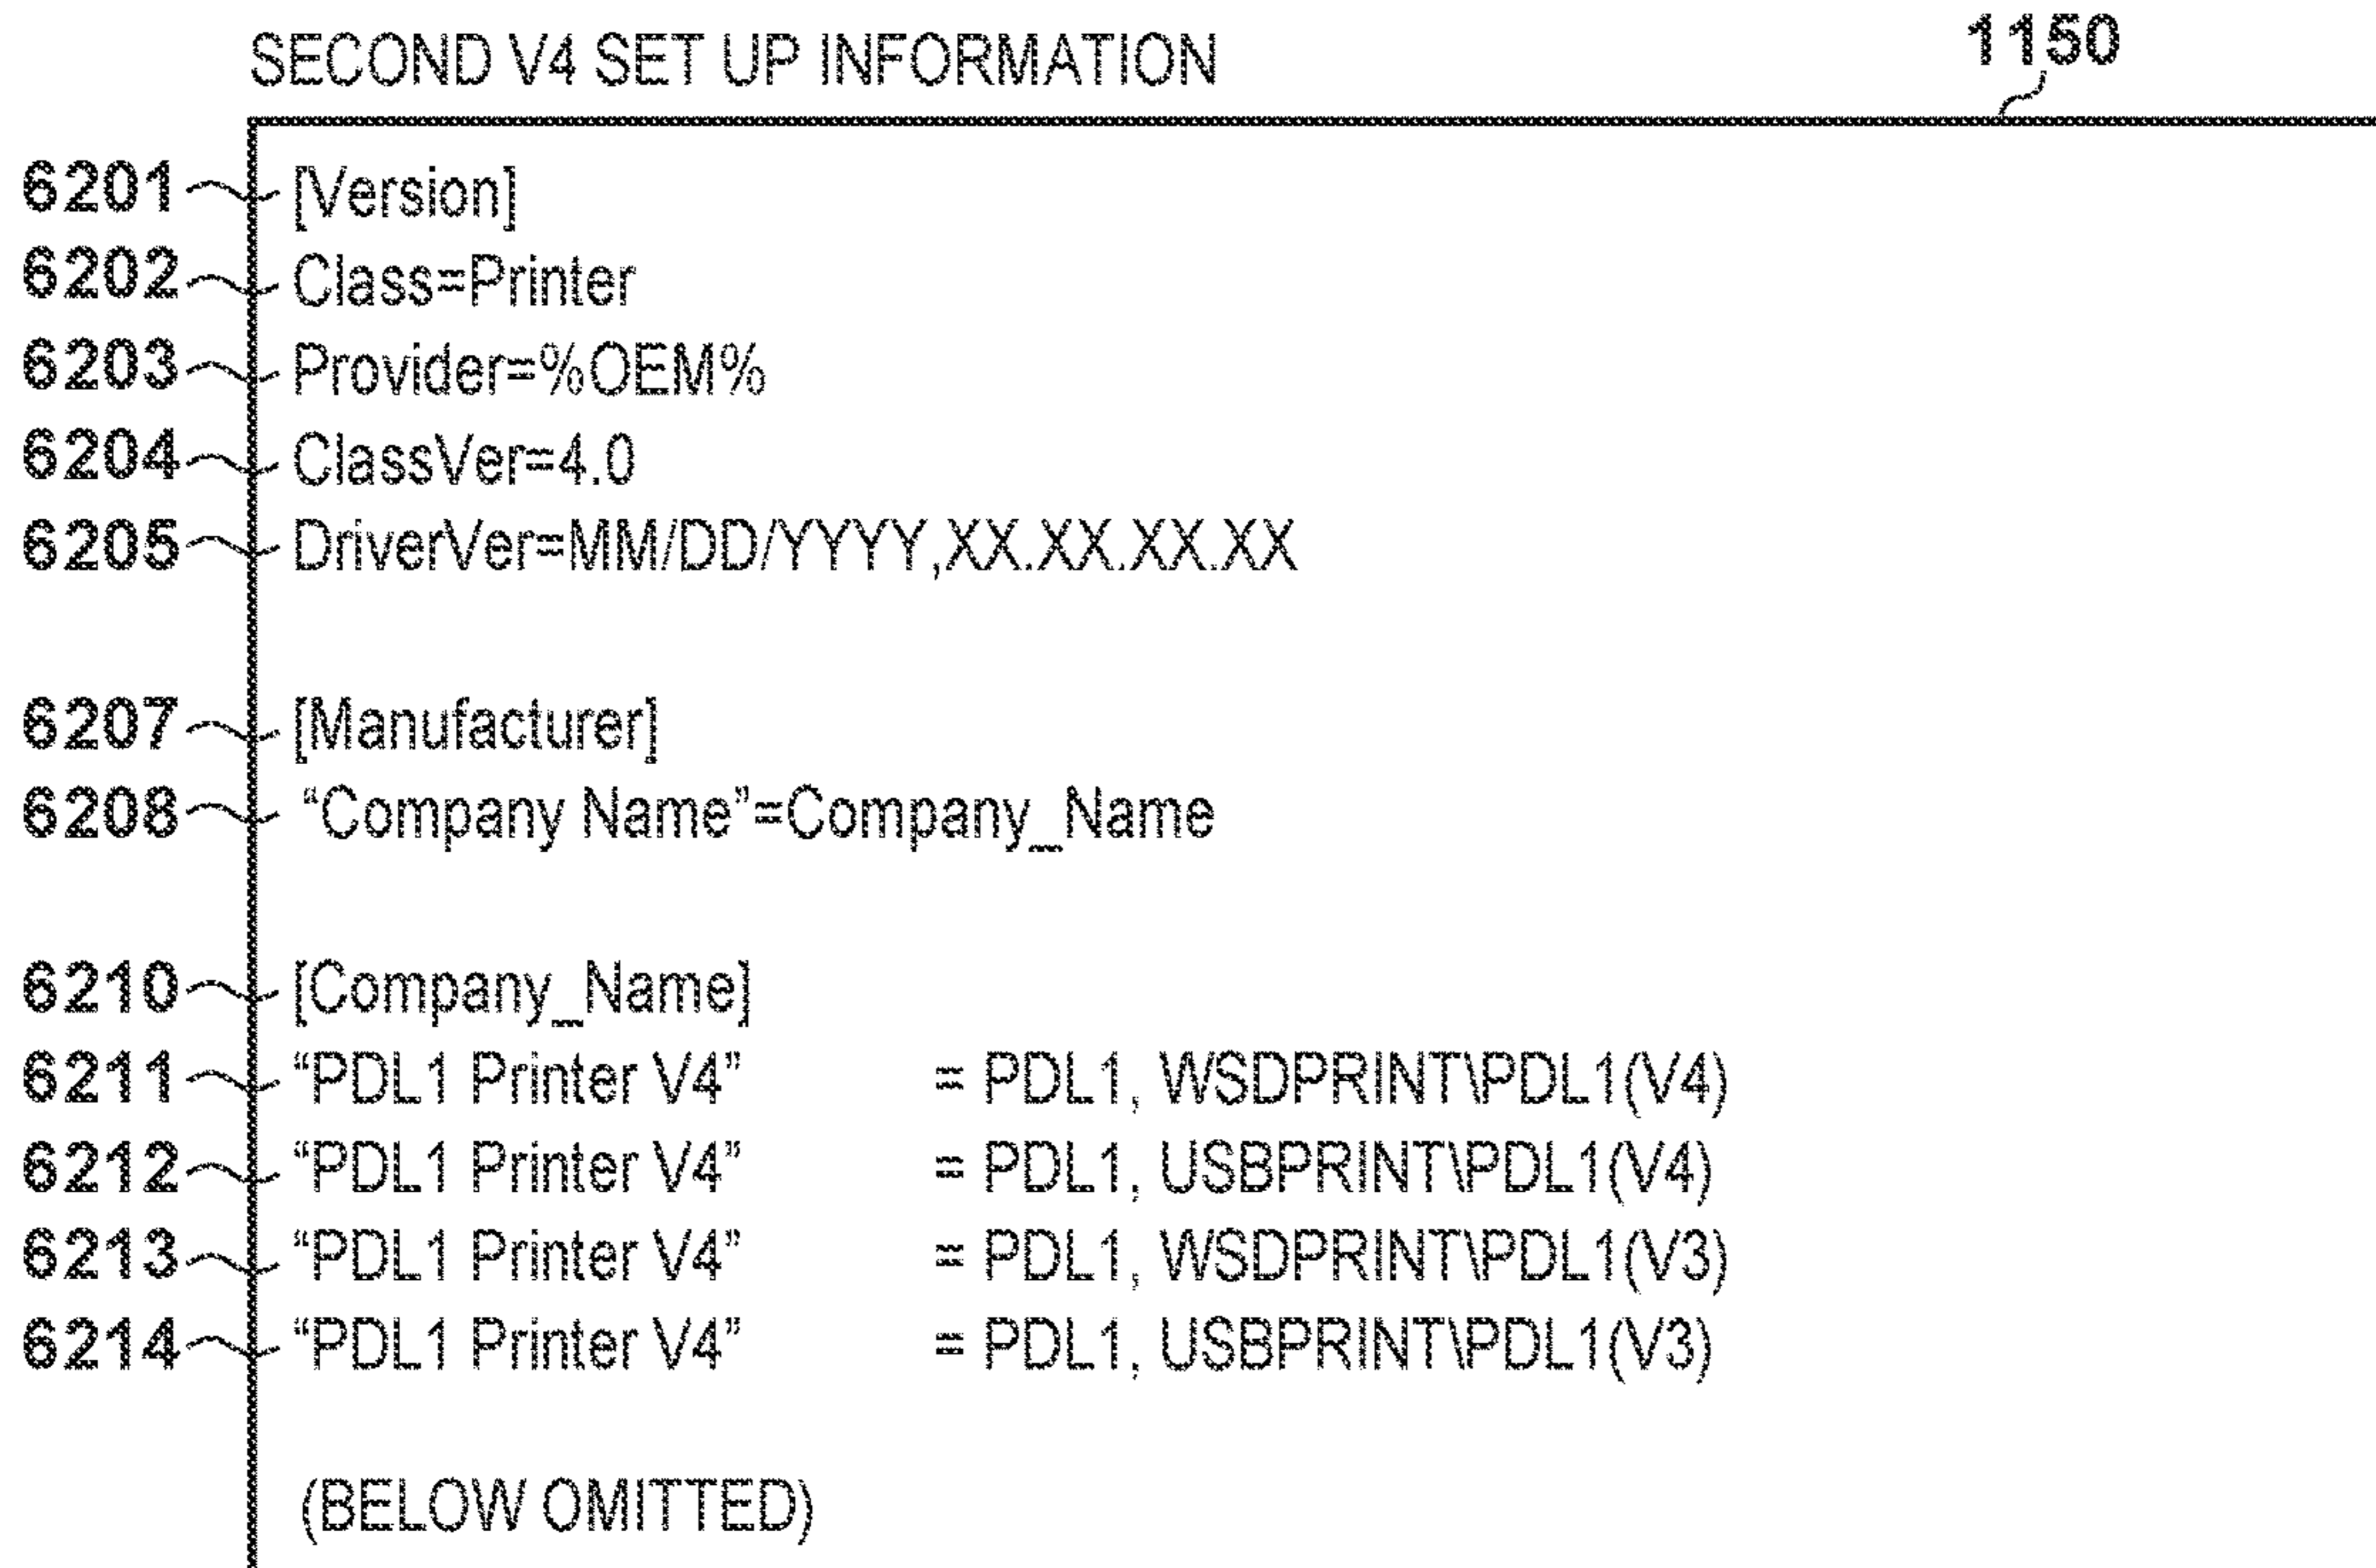 SECOND V4 SET UP INFORMATION 1150
6201 [Version]
6202 Class=Printer
6203 Provider=%OEM%
6204 ClassVer=4.0
6205 DriverVer=MM/DD/YYYY,XX.XX.XX.XX
6207 [Manufacturer]
6208 “Company Name”=Company_Name
6210 [Company_Name]
6211 “PDL1 Printer V4” = PDL1, WSDPRINT\PDL1(V4)
6212 “PDL1 Printer V4” = PDL1, USBPRINT\PDL1(V4)
6213 “PDL1 Printer V4” = PDL1, WSDPRINT\PDL1(V3)
6214 “PDL1 Printer V4” = PDL1, USBPRINT\PDL1(V3)
(BELOW OMITTED)